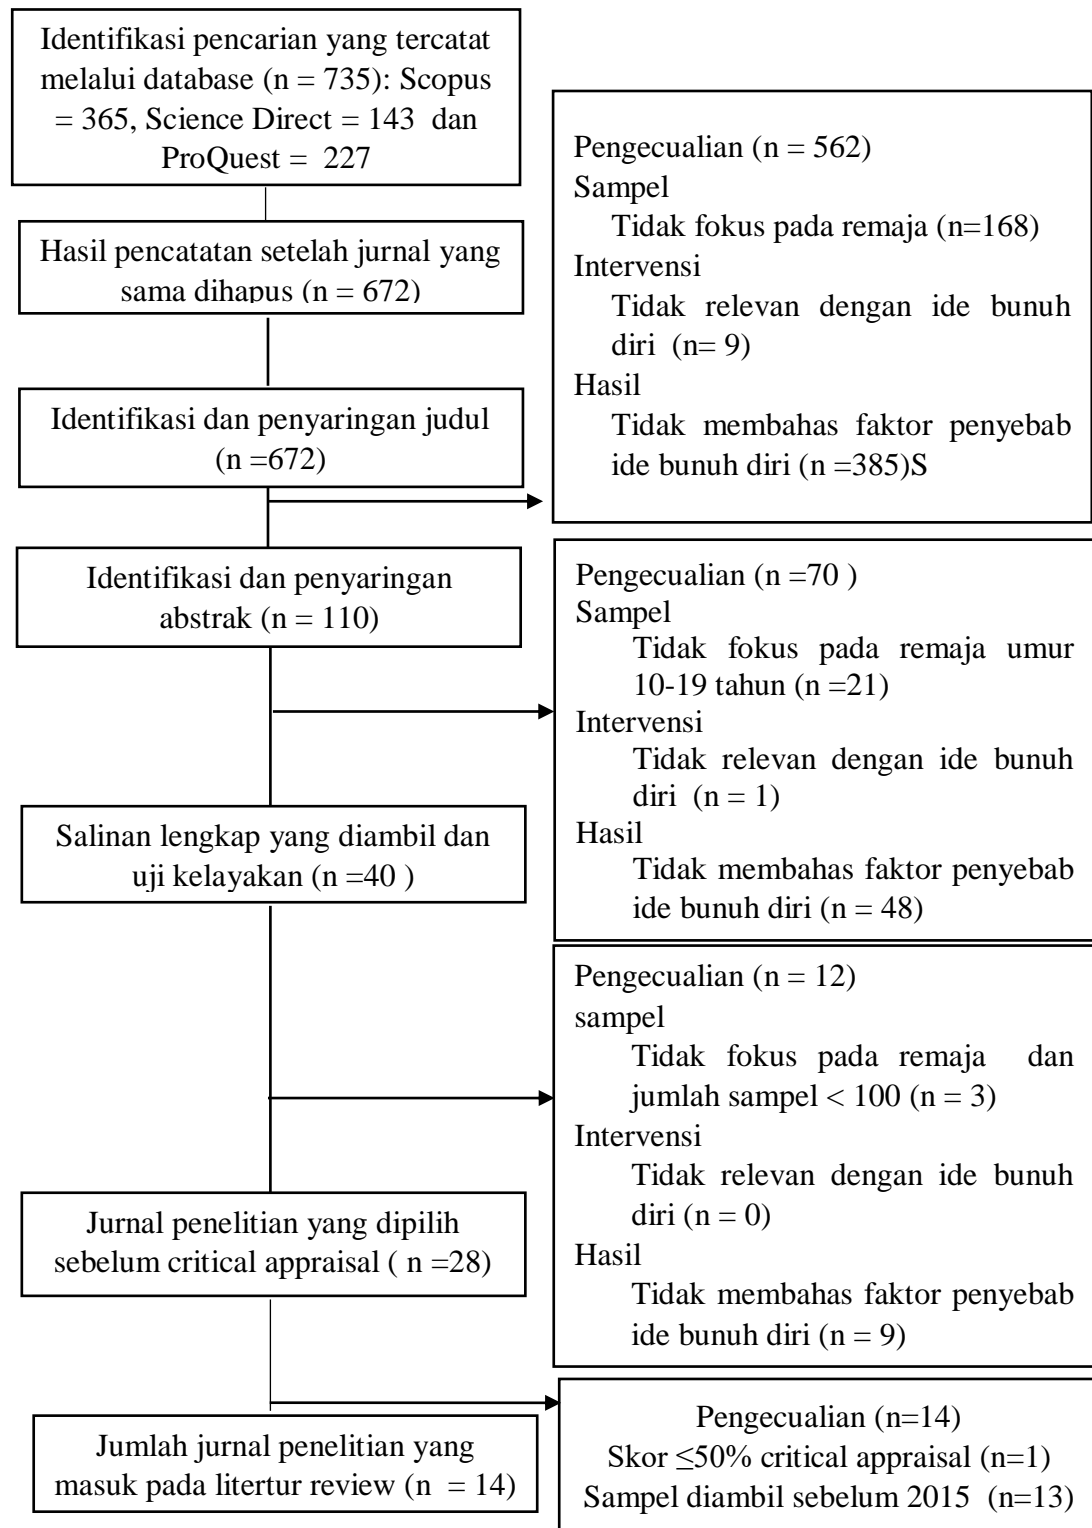 Identifikasi pencarian yang tercatat
melalui database (n = 735): Scopus
= 365, Science Direct = 143 dan
ProQuest = 227
Hasil pencatatan setelah jurnal yang
sama dihapus (n = 672)
Identifikasi dan penyaringan judul
(n =672)
Pengecualian (n = 562)
Sampel
Tidak fokus pada remaja (n=168)
Intervensi
Tidak relevan dengan ide bunuh
diri (n= 9)
Hasil
Tidak membahas faktor penyebab
ide bunuh diri (n =385)S
Identifikasi dan penyaringan
abstrak (n = 110)
Pengecualian (n =70 )
Sampel
Tidak fokus pada remaja umur
10-19 tahun (n =21)
Intervensi
Tidak relevan dengan ide bunuh
diri (n = 1)
Hasil
Tidak membahas faktor penyebab
ide bunuh diri (n = 48)
Salinan lengkap yang diambil dan
uji kelayakan (n =40 )
Pengecualian (n = 12)
sampel
Tidak fokus pada remaja dan
jumlah sampel < 100 (n = 3)
Intervensi
Tidak relevan dengan ide bunuh
diri (n = 0)
Hasil
Tidak membahas faktor penyebab
ide bunuh diri (n = 9)
Jurnal penelitian yang dipilih
sebelum critical appraisal ( n =28)
Pengecualian (n=14)
Skor ≤50% critical appraisal (n=1)
Sampel diambil sebelum 2015 (n=13)
Jumlah jurnal penelitian yang
masuk pada litertur review (n = 14)